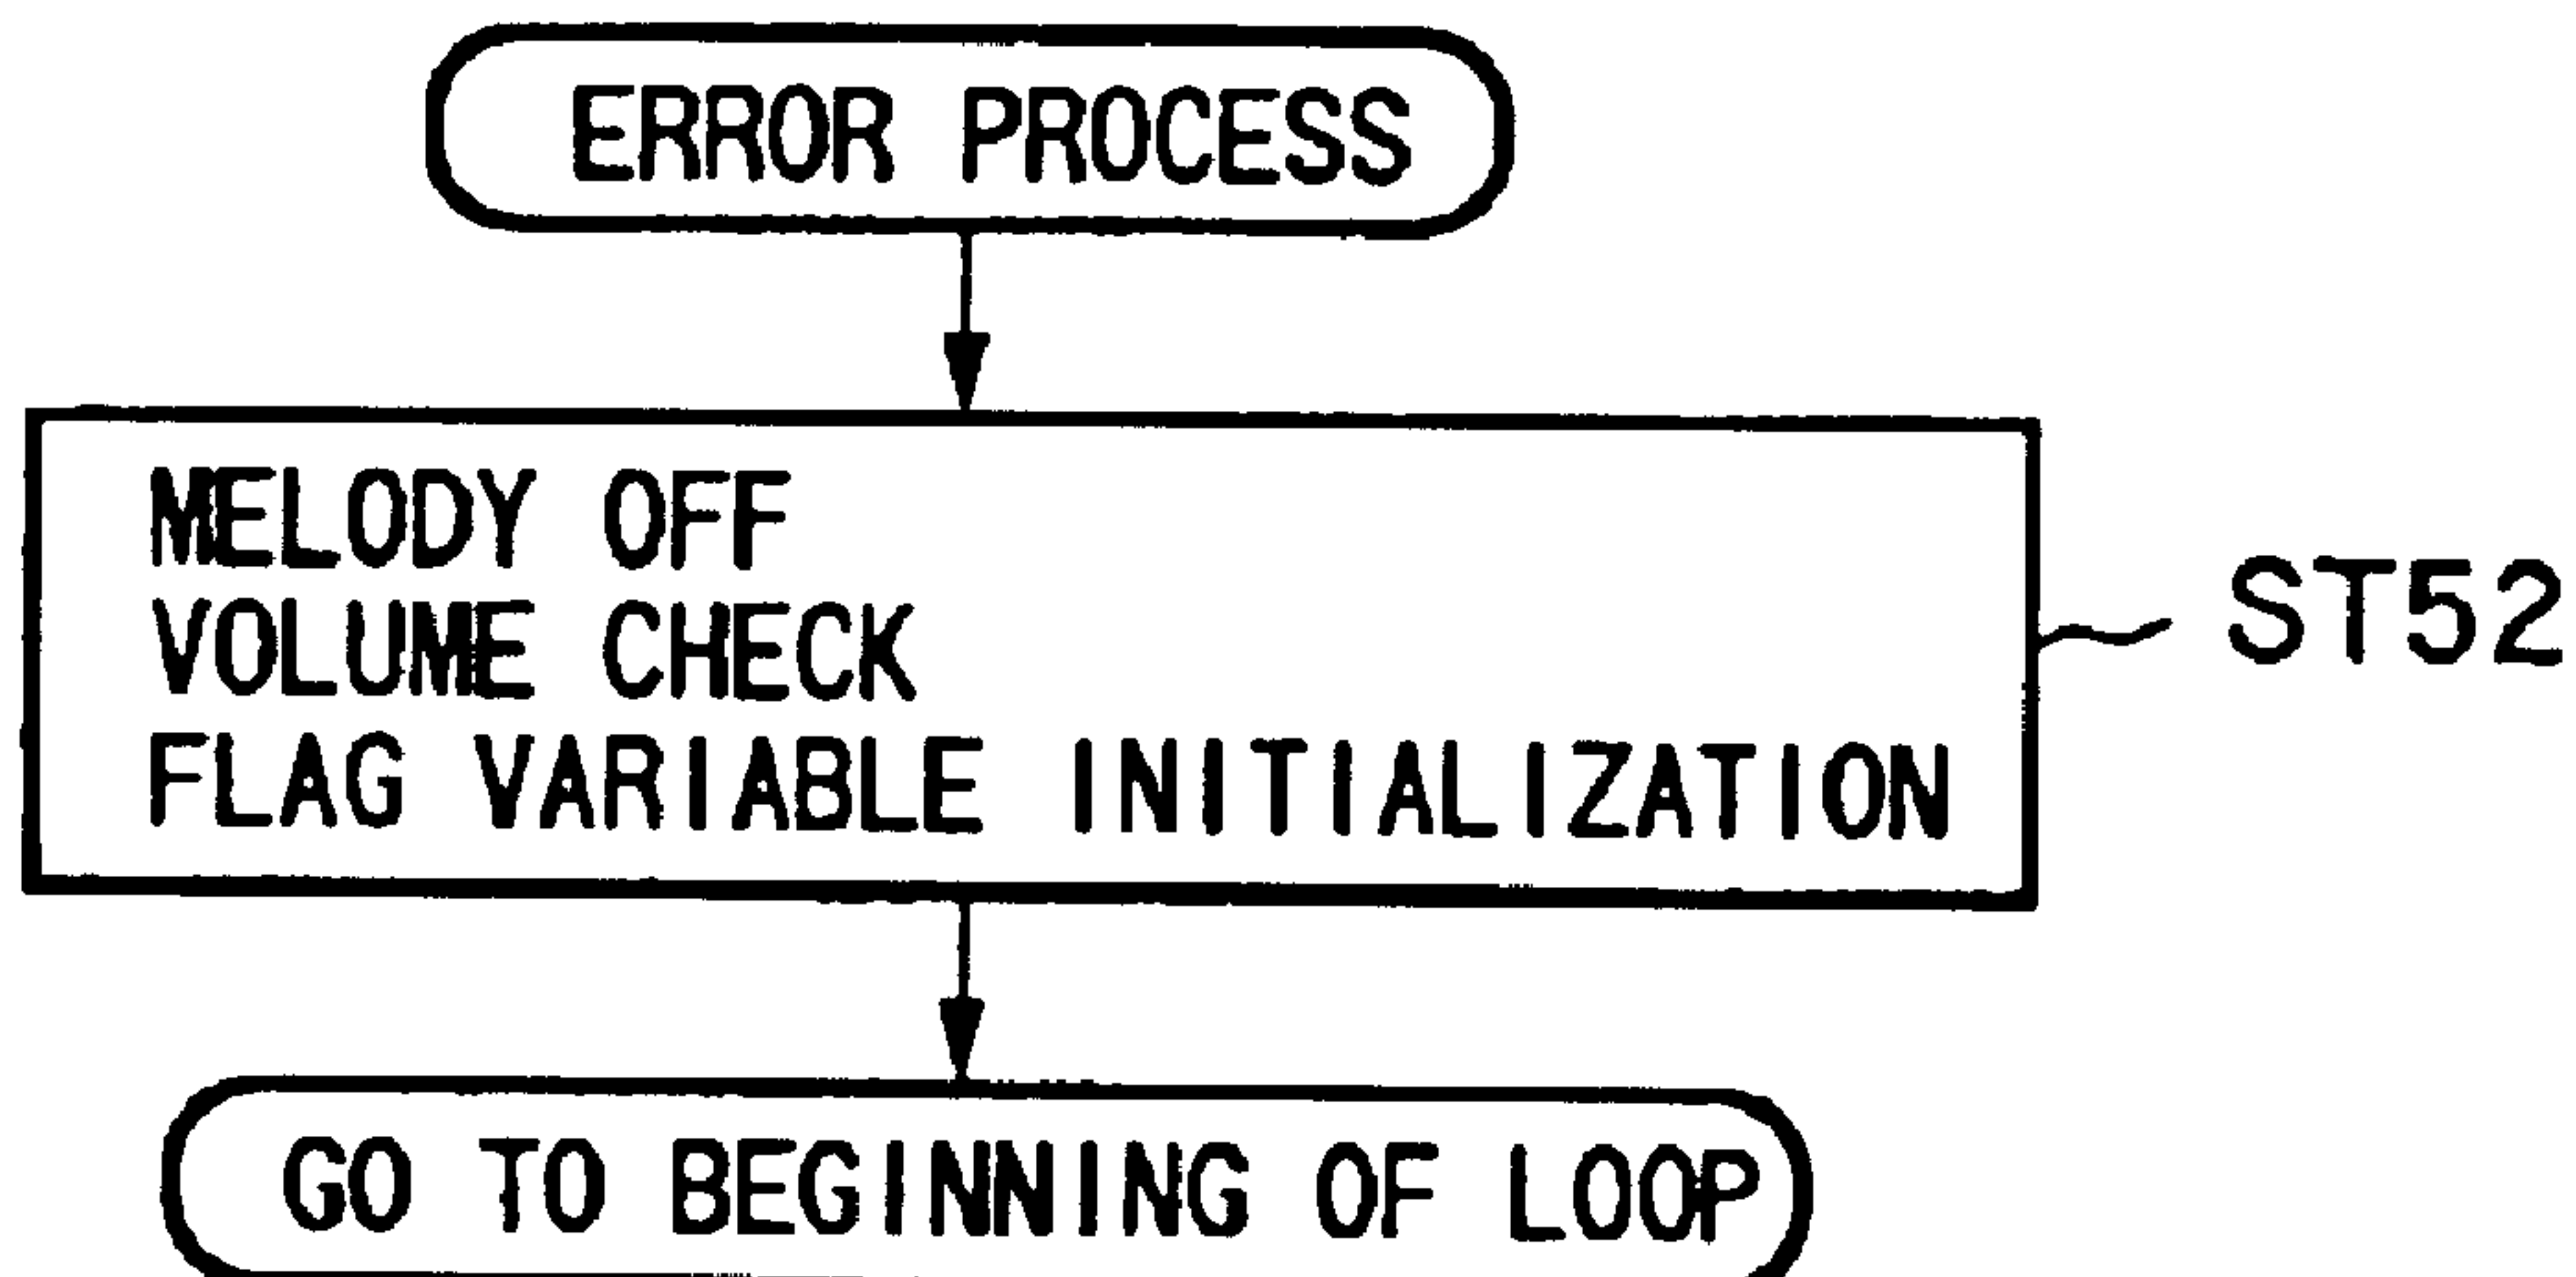 ERROR PROCESS
MELODY OFF
VOLUME CHECK
FLAG VARIABLE INITIALIZATION
ST52
GO TO BEGINNING OF LOOP